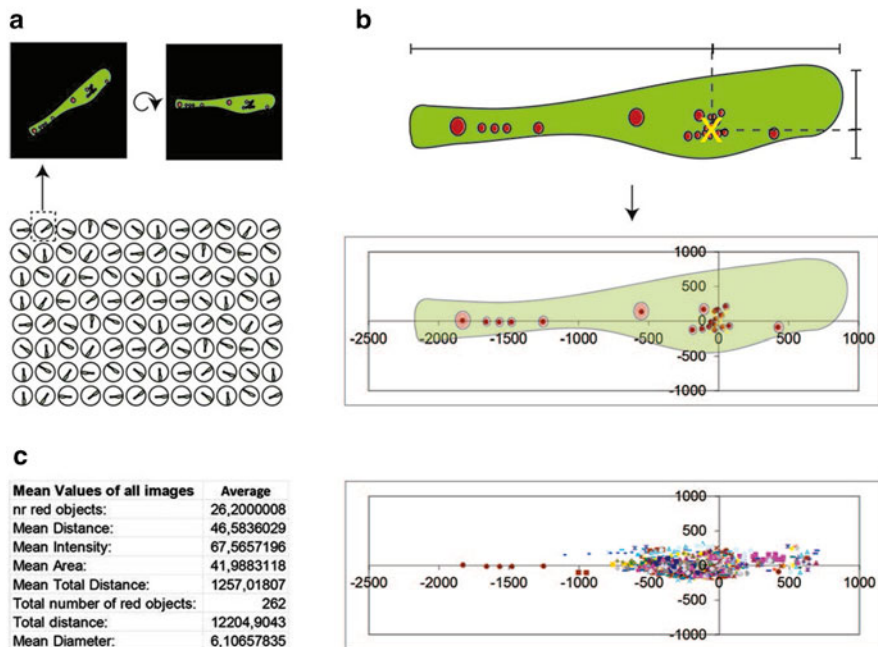 a
b
1000
500
0
-2500 -2000 -1500 -1000 -500 0 500 1000
-500
-1000
c
Mean Values of all images Average
nr red objects: 26,2000008
Mean Distance: 46,5836029
Mean Intensity: 67,5657196
Mean Area: 41,9883118
Mean Total Distance: 1257,01807
Total number of red objects: 262
Total distance: 12204,9043
Mean Diameter: 6,10657835
1000
500
0
-2500 -2000 -1500 -1000 -500 0 500 1000
-500
-1000